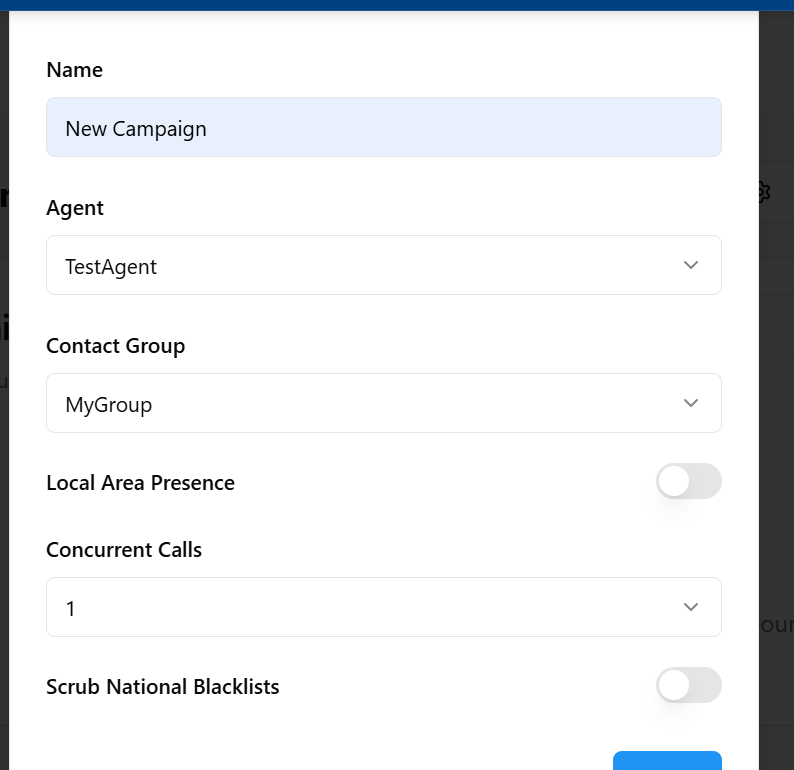 Name
New Campaign
Agent
TestAgent
Contact Group
MyGroup
Local Area Presence
Concurrent Calls
1
Scrub National Blacklists